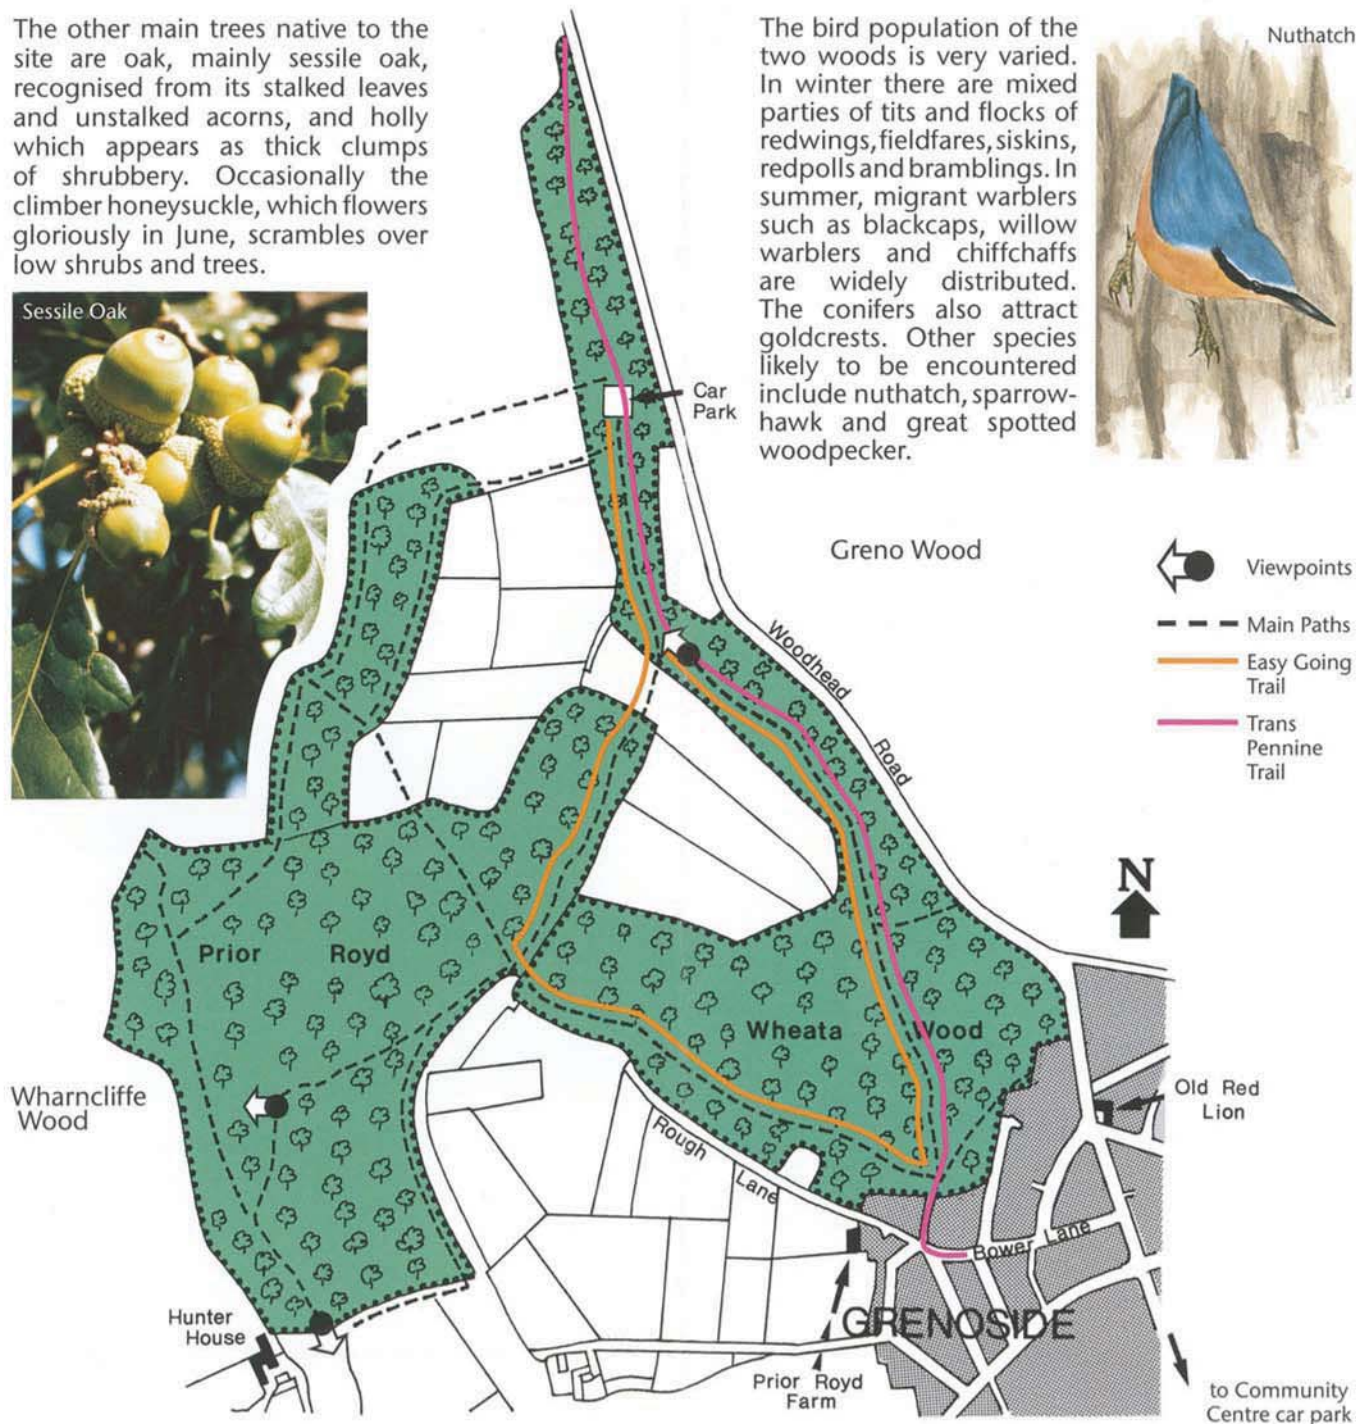 The other main trees native to the
site are oak, mainly sessile oak,
recognised from its stalked leaves
and unstalked acorns, and holly
which appears as thick clumps
of shrubbery. Occasionally the
climber honeysuckle, which flowers
gloriously in June, scrambles over
low shrubs and trees.
Sessile Oak
The bird population of the
two woods is very varied.
In winter there are mixed
parties of tits and flocks of
redwings, fieldfares, siskins,
redpolls and bramblings. In
summer, migrant warblers
such as blackcaps, willow
warblers and chiffchaffs
are widely distributed.
The conifers also attract
goldcrests. Other species
likely to be encountered
include nuthatch, sparrow-
hawk and great spotted
woodpecker.
Nuthatch
Car
Park
Greno Wood
Viewpoints
Main Paths
Easy Going
Trail
Trans
Pennine
Trail
Woodhead
Road
N
Prior Royd
Wheata Wood
Wharncliffe
Wood
Old Red
Lion
Rough
Lane
Bower Lane
Hunter
House
GRENOSIDE
Prior Royd
Farm
to Community
Centre car park